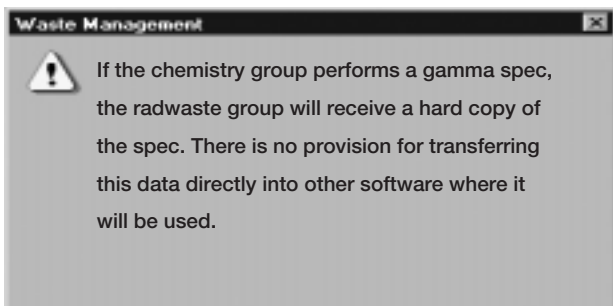 Waste Management
If the chemistry group performs a gamma spec,
the radwaste group will receive a hard copy of
the spec. There is no provision for transferring
this data directly into other software where it
will be used.